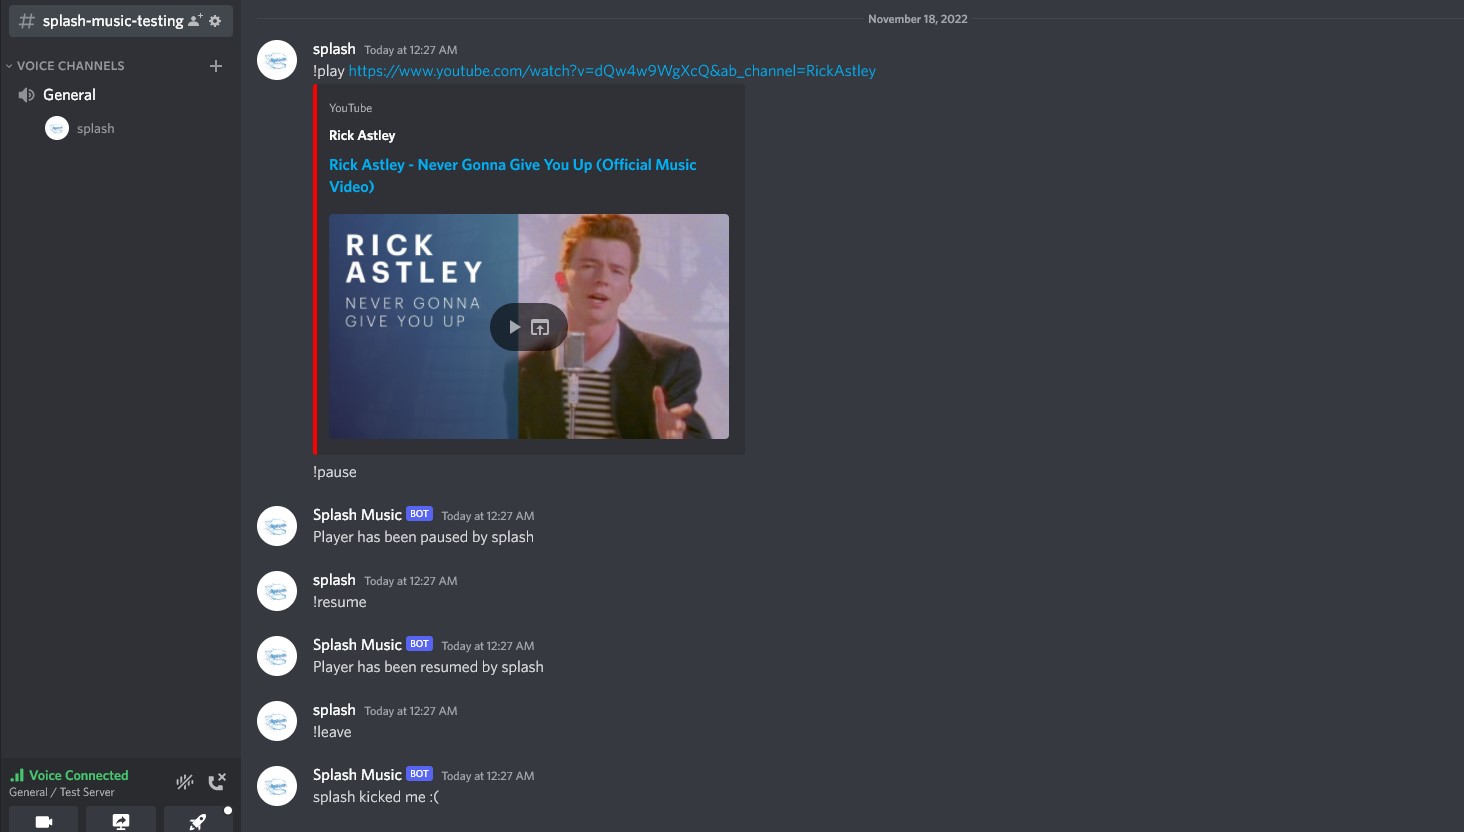 splash-music-testing
VOICE CHANNELS
General
splash
Voice Connected
General / Test Server
November 18, 2022
splash Today at 12:27 AM
!play https://www.youtube.com/watch?v=dQw4w9WgXcQ&ab_channel=RickAstley
YouTube
Rick Astley
Rick Astley - Never Gonna Give You Up (Official Music
Video)
RICK
ASTLEY
NEVER GONNA
GIVE YOU UP
!pause
Splash Music BOT Today at 12:27 AM
Player has been paused by splash
splash Today at 12:27 AM
!resume
Splash Music BOT Today at 12:27 AM
Player has been resumed by splash
splash Today at 12:27 AM
!leave
Splash Music BOT Today at 12:27 AM
splash kicked me :(